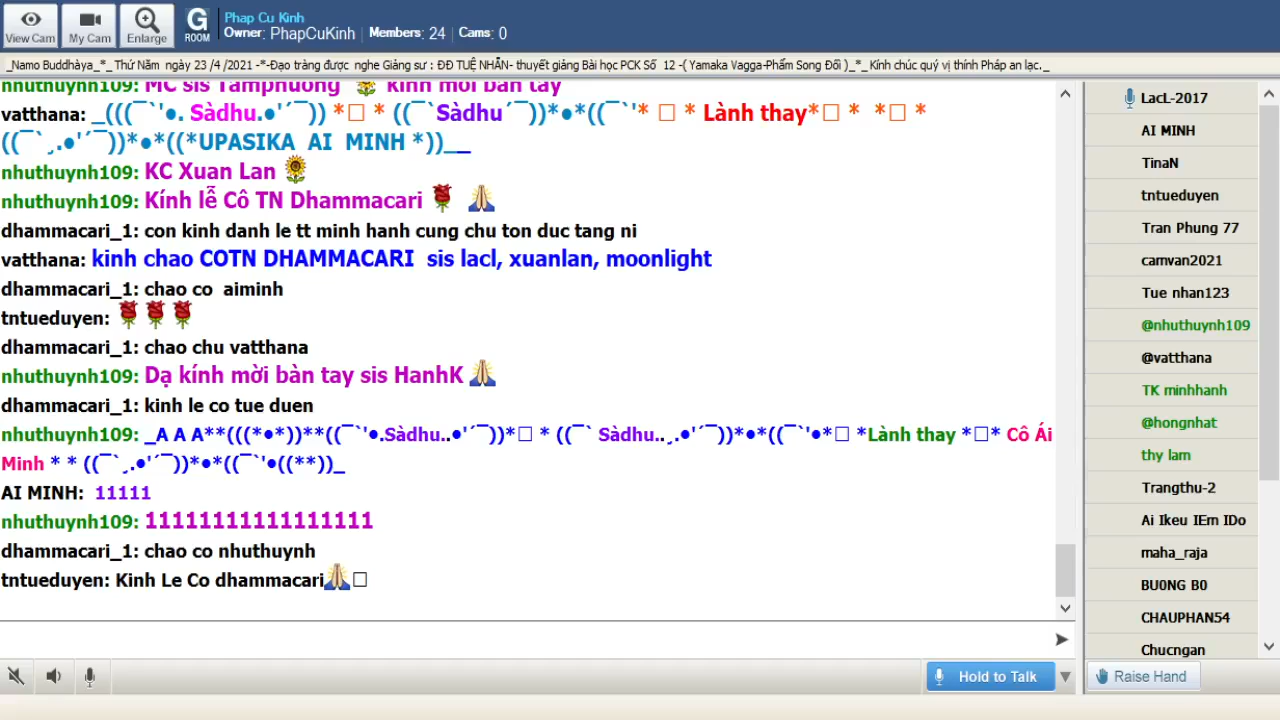 View Cam
My Cam
Enlarge
G
ROOM
Phap Cu Kinh
Owner: PhapCuKinh | Members: 24 | Cams: 0
_Namo Buddhàya_*_ Thứ Năm ngày 23 /4 /2021 -*-Đạo tràng được nghe Giảng sư : ĐĐ TUỆ NHẪN- thuyết giảng Bài học PCK Số 12 -( Yamaka Vagga-Phẩm Song Đối )_*_ Kính chúc quý vị thính Pháp an lạc._
nhuthuynh109: MC sis Tamphuong kính mời bàn tay
vatthana: _(((¯`'•. Sàdhu.•'´¯)) *□ * ((¯`Sàdhu´¯))*•*((¯`'* □ * Lành thay*□ * *□ *
((¯`¸.•'´¯))*•*((*UPASIKA AI MINH *))__
nhuthuynh109: KC Xuan Lan
nhuthuynh109: Kính lễ Cô TN Dhammacari
dhammacari_1: con kinh danh le tt minh hanh cung chu ton duc tang ni
vatthana: kinh chao COTN DHAMMACARI sis lacl, xuanlan, moonlight
dhammacari_1: chao co aiminh
tntueduyen:
dhammacari_1: chao chu vatthana
nhuthuynh109: Dạ kính mời bàn tay sis HanhK
dhammacari_1: kinh le co tue duen
nhuthuynh109: _A A A**(((*•*))**((¯`'•.Sàdhu..•'´¯))*□ * ((¯` Sàdhu..¸.•'´¯))*•*((¯`'•*□ *Lành thay *□* Cô Ái
Minh * * ((¯`¸.•'´¯))*•*((¯`'•((**))_
AI MINH: 11111
nhuthuynh109: 11111111111111111
dhammacari_1: chao co nhuthuynh
tntueduyen: Kinh Le Co dhammacari□
Hold to Talk
LacL-2017
AI MINH
TinaN
tntueduyen
Tran Phung 77
camvan2021
Tue nhan123
@nhuthuynh109
@vatthana
TK minhhanh
@hongnhat
thy lam
Trangthu-2
Ai Ikeu IEm IDo
maha_raja
BU0NG B0
CHAUPHAN54
Chucngan
Raise Hand